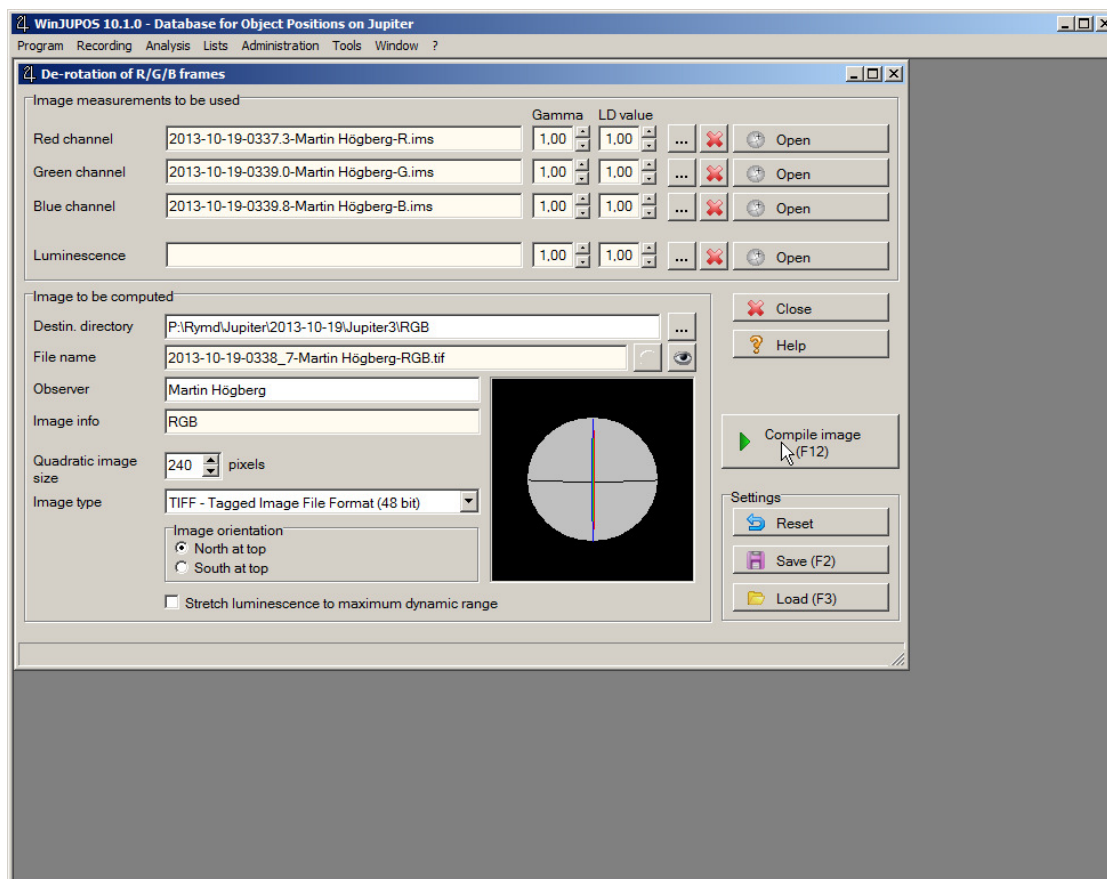 WinJUPOS 10.1.0 - Database for Object Positions on Jupiter
Program Recording Analysis Lists Administration Tools Window ?
De-rotation of R/G/B frames
Image measurements to be used
Gamma LD value
Red channel 2013-10-19-0337.3-Martin Högberg-R.ims 1,00 1,00 ... Open
Green channel 2013-10-19-0339.0-Martin Högberg-G.ims 1,00 1,00 ... Open
Blue channel 2013-10-19-0339.8-Martin Högberg-B.ims 1,00 1,00 ... Open
Luminescence 1,00 1,00 ... Open
Image to be computed
Destin. directory P:\Rymd\Jupiter\2013-10-19\Jupiter3\RGB ...
File name 2013-10-19-0338_7-Martin Högberg-RGB.tif
Observer Martin Högberg
Image info RGB
Quadratic image
size
240 pixels
Image type TIFF - Tagged Image File Format (48 bit)
Image orientation
North at top
South at top
Stretch luminescence to maximum dynamic range
Close
Help
Compile image
(F12)
Settings
Reset
Save (F2)
Load (F3)